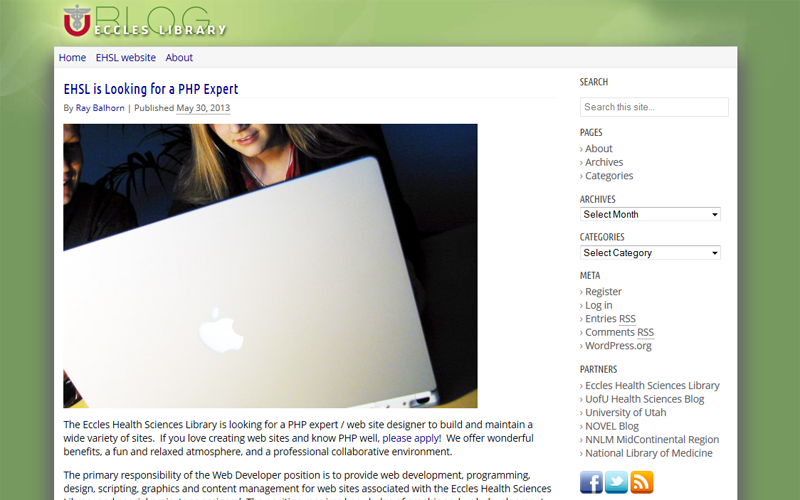 BLOG
ECCLES LIBRARY
Home EHSL website About
EHSL is Looking for a PHP Expert
By Ray Balhorn | Published May 30, 2013
The Eccles Health Sciences Library is looking for a PHP expert / web site designer to build and maintain a
wide variety of sites.  If you love creating web sites and know PHP well, please apply!  We offer wonderful
benefits, a fun and relaxed atmosphere, and a professional collaborative environment.
The primary responsibility of the Web Developer position is to provide web development, programming,
design, scripting, graphics and content management for web sites associated with the Eccles Health Sciences
SEARCH
Search this site...
PAGES
› About
› Archives
› Categories
ARCHIVES
Select Month
CATEGORIES
Select Category
META
› Register
› Log in
› Entries RSS
› Comments RSS
› WordPress.org
PARTNERS
› Eccles Health Sciences Library
› UofU Health Sciences Blog
› University of Utah
› NOVEL Blog
› NNLM MidContinental Region
› National Library of Medicine